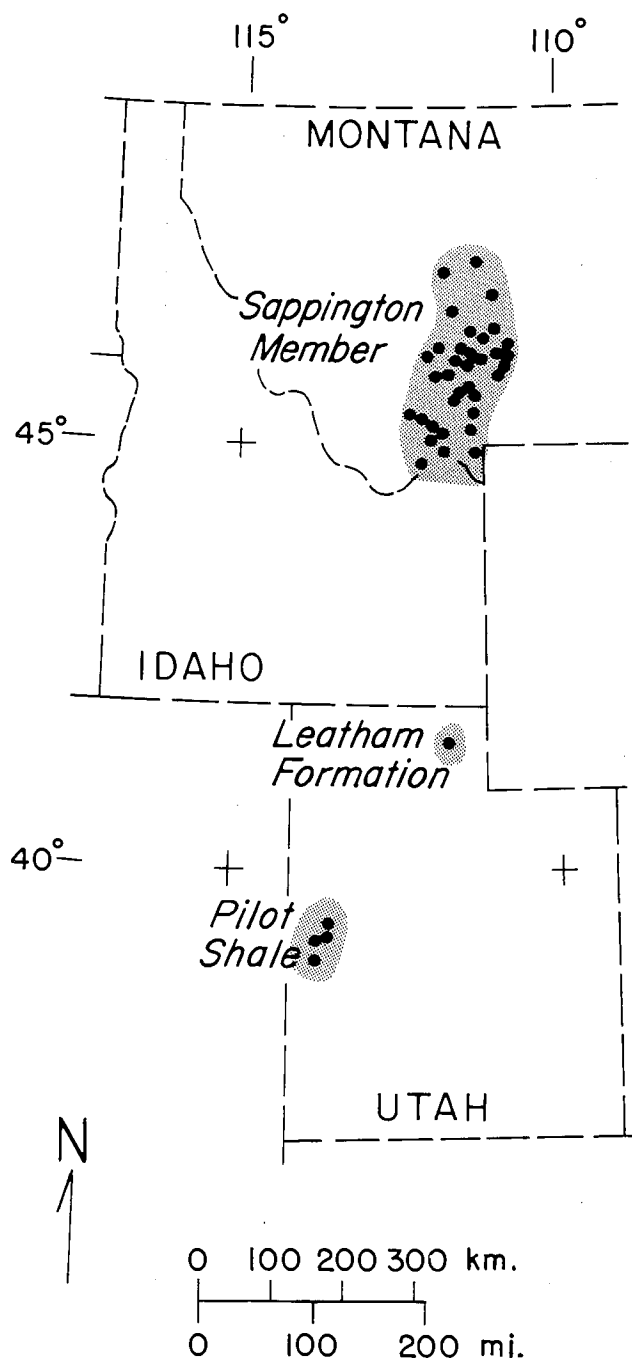 115° 110°
MONTANA
Sappington
Member
45°
IDAHO
Leatham
Formation
40°
Pilot
Shale
UTAH
N
0 100 200 300 km.
0 100 200 mi.